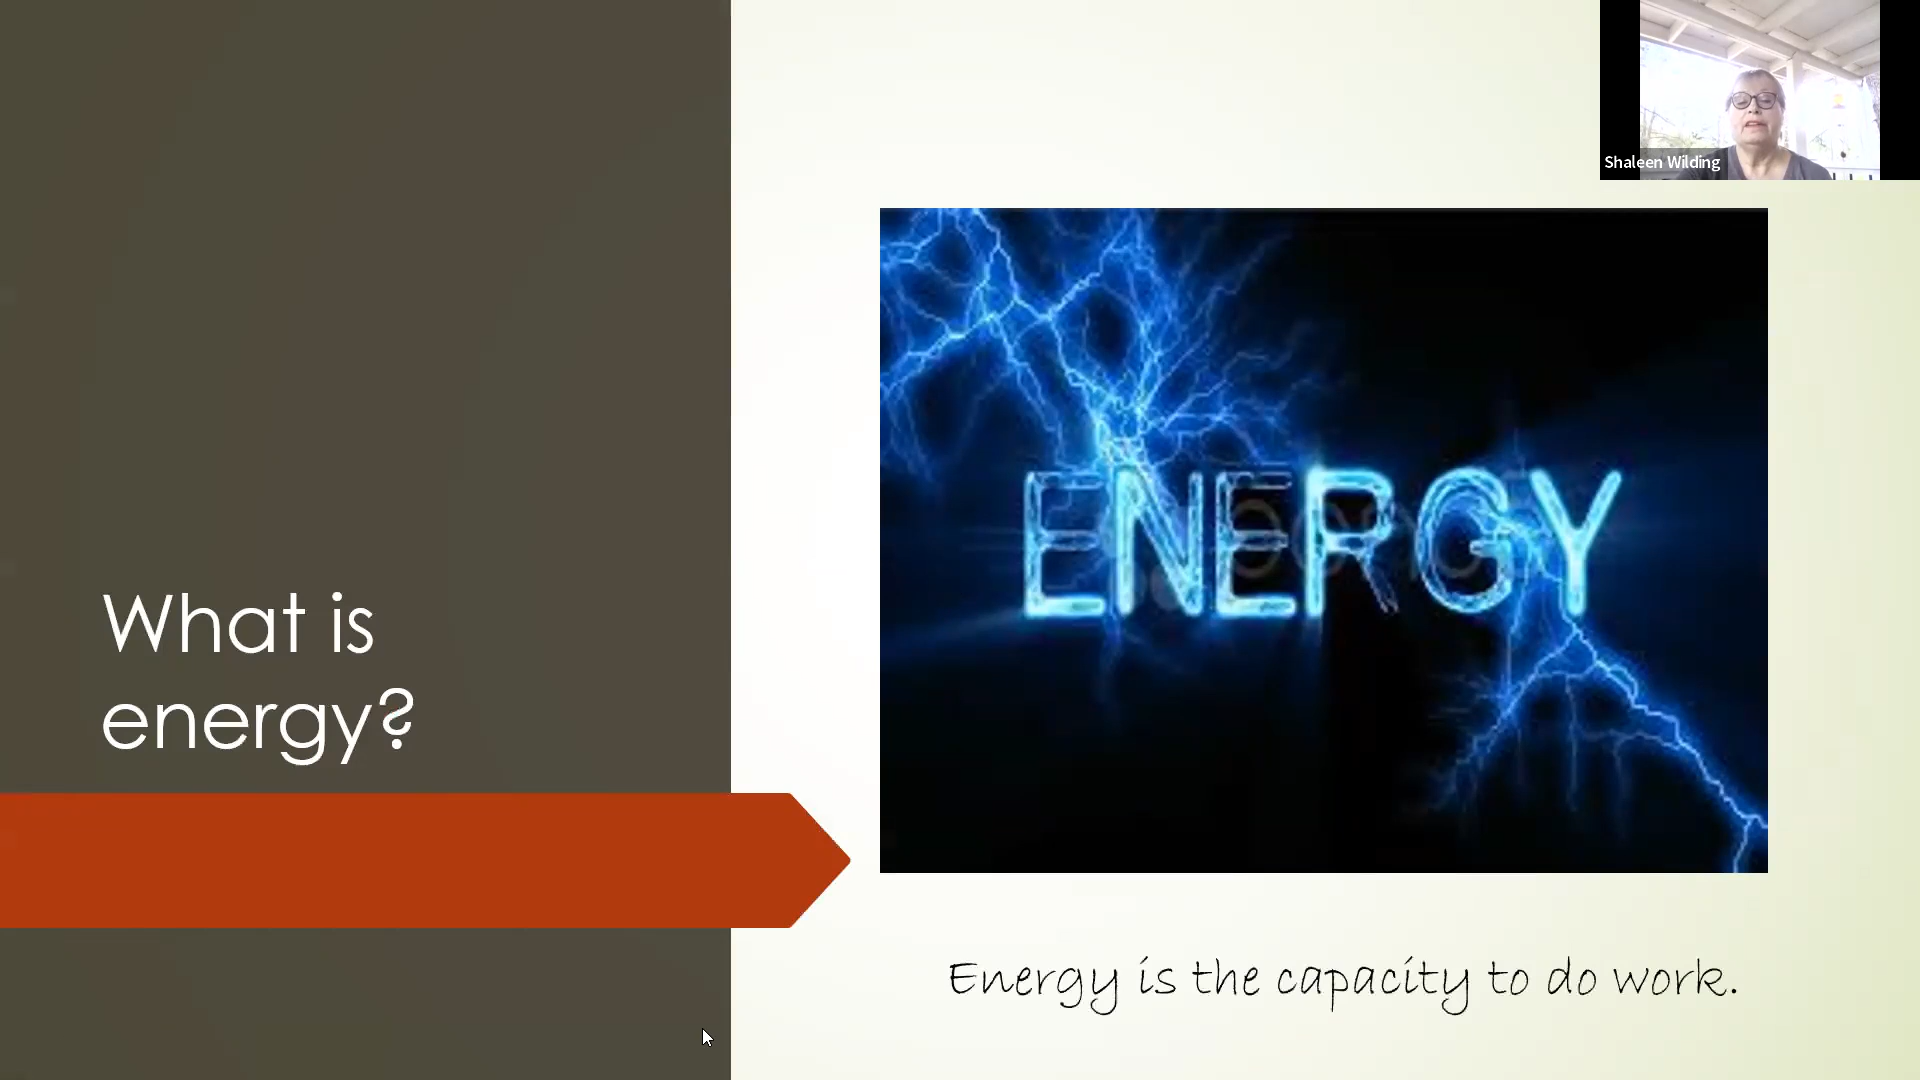 Shaleen Wilding
ENERGY
What is
energy?
Energy is the capacity to do work.